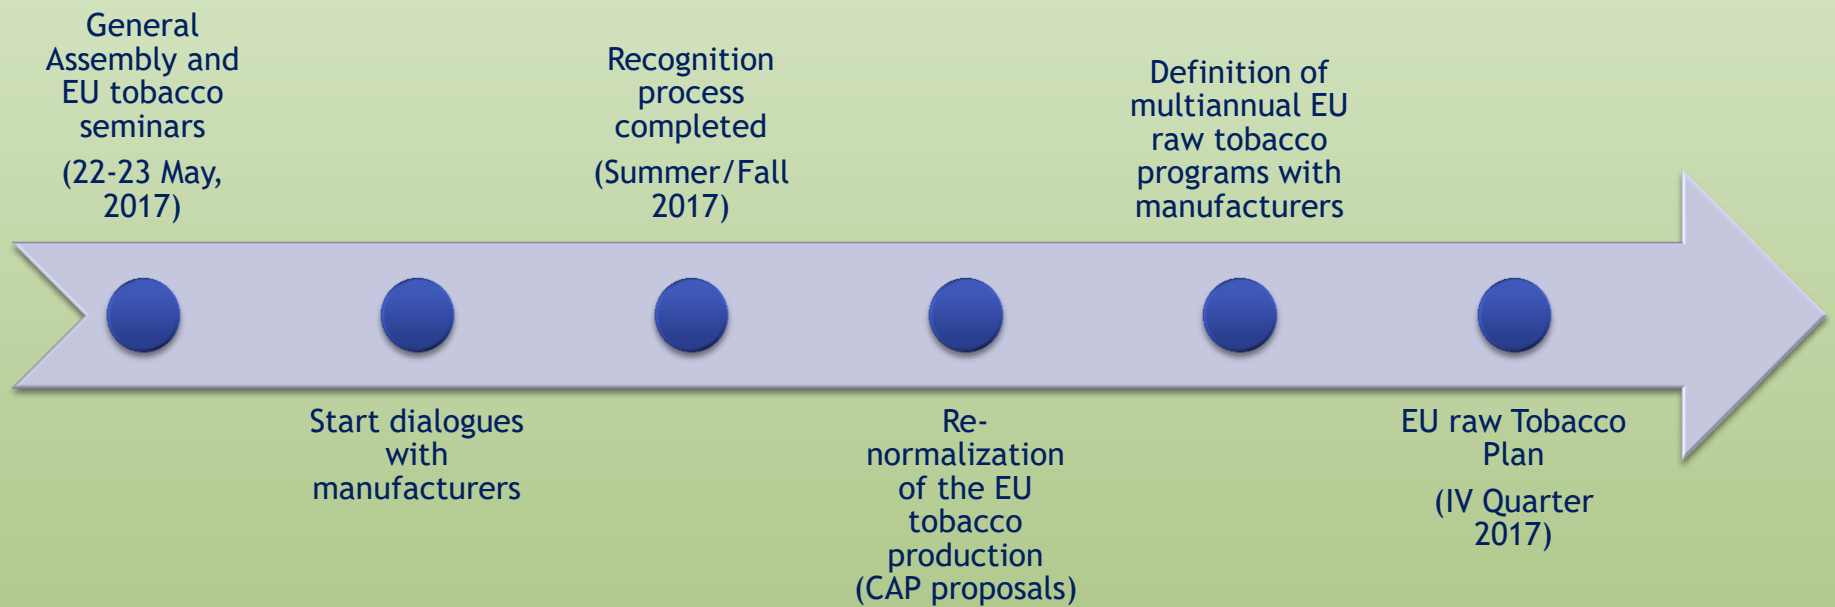 General
Assembly and
EU tobacco
seminars
(22-23 May,
2017)
Start dialogues
with
manufacturers
Recognition
process
completed
(Summer/Fall
2017)
Re-
normalization
of the EU
tobacco
production
(CAP proposals)
Definition of
multiannual EU
raw tobacco
programs with
manufacturers
EU raw Tobacco
Plan
(IV Quarter
2017)